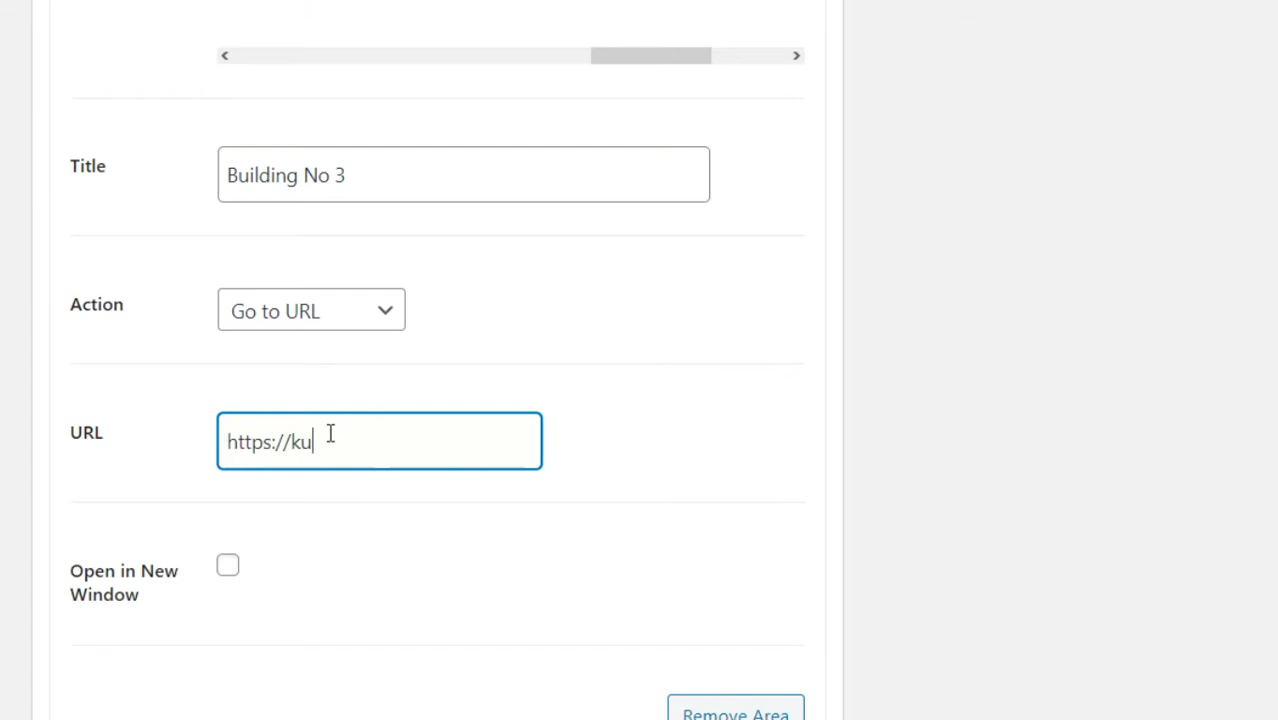 Title
Building No 3
Action
Go to URL
URL
https://ku
Open in New
Window
Remove Area